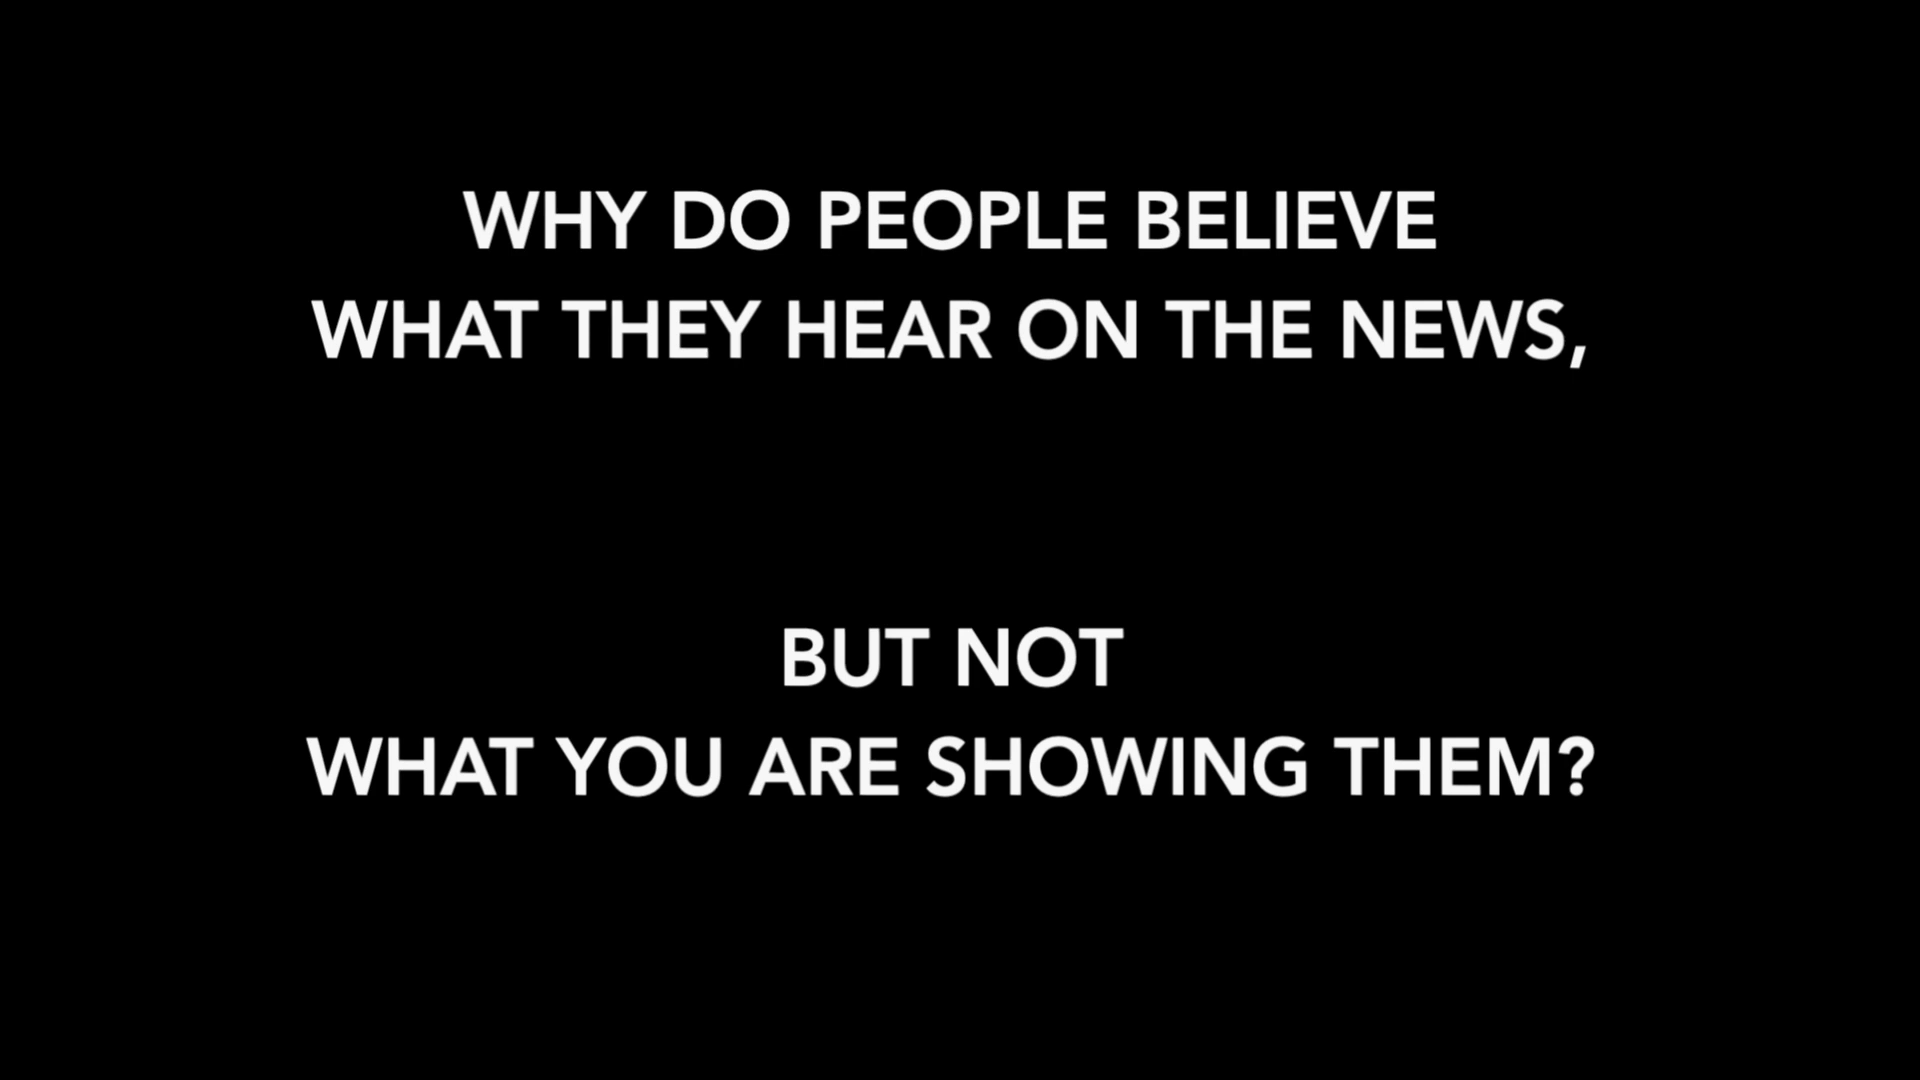 WHY DO PEOPLE BELIEVE
WHAT THEY HEAR ON THE NEWS,
BUT NOT
WHAT YOU ARE SHOWING THEM?